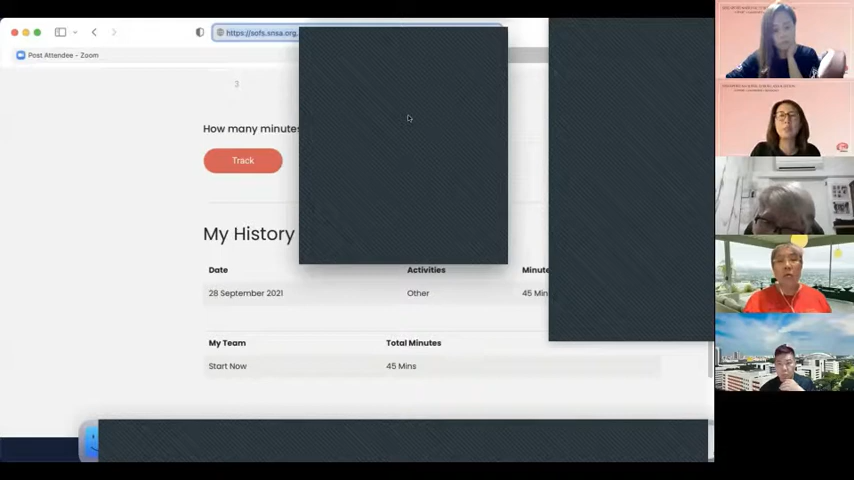 https://sofs.snsa.org.
Post Attendee - Zoom
3
How many minutes
Track
My History
Date
Activities
Minute
28 September 2021
Other
45 Min
My Team
Total Minutes
Start Now
45 Mins